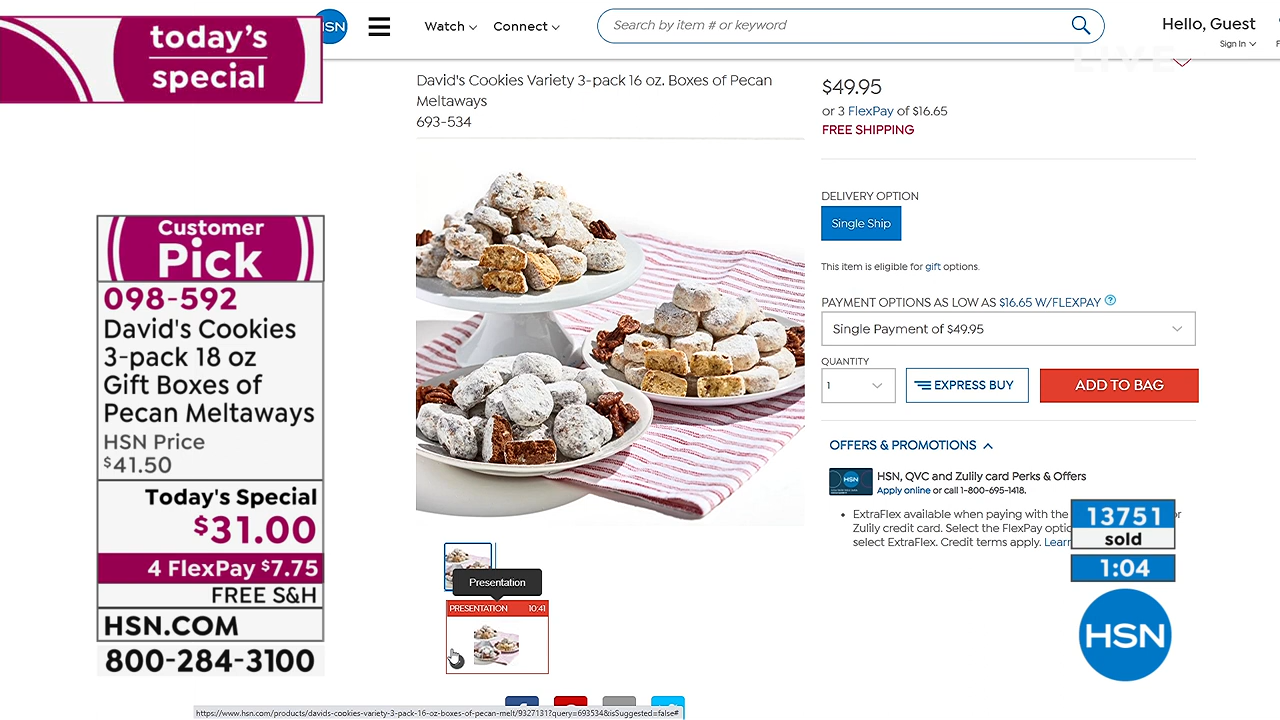 today's
special
HSN
Watch
Connect
Search by item # or keyword
Hello, Guest
Sign In
LIVE
David's Cookies Variety 3-pack 16 oz. Boxes of Pecan
Meltaways
693-534
$49.95
or 3 FlexPay of $16.65
FREE SHIPPING
DELIVERY OPTION
Single Ship
This item is eligible for gift options.
PAYMENT OPTIONS AS LOW AS $16.65 W/FLEXPAY ?
Single Payment of $49.95
QUANTITY
1
EXPRESS BUY
ADD TO BAG
OFFERS & PROMOTIONS
HSN
HSN, QVC and Zulily card Perks & Offers
Apply online or call 1-800-695-1418.
• ExtraFlex available when paying with the
Zulily credit card. Select the FlexPay
select ExtraFlex. Credit terms apply.
Customer
Pick
098-592
David's Cookies
3-pack 18 oz
Gift Boxes of
Pecan Meltaways
HSN Price
$41.50
Today's Special
$31.00
4 FlexPay $7.75
FREE S&H
HSN.COM
800-284-3100
Presentation
PRESENTATION 10:41
13751
sold
1:04
HSN
https://www.hsn.com/products/davids-cookies-variety-3-pack-16-oz-boxes-of-pecan-melt/9327131?query=693534&isSuggested=false#